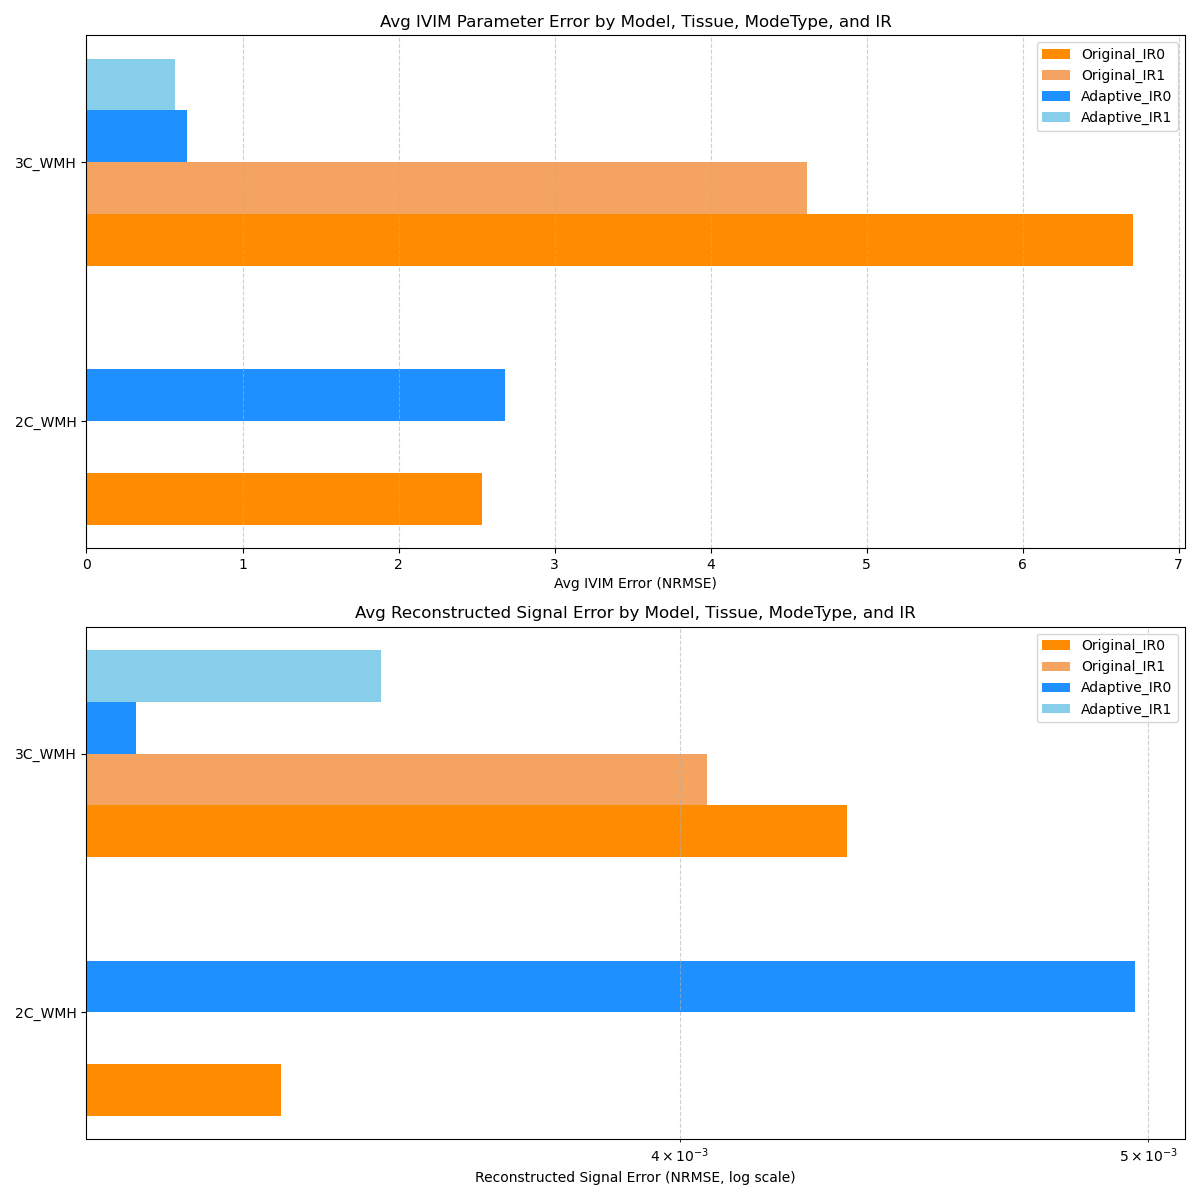 Avg IVIM Parameter Error by Model, Tissue, ModeType, and IR
Original_IR0
Original_IR1
Adaptive_IR0
Adaptive_IR1
3C_WMH
2C_WMH
0 1 2 3 4 5 6 7
Avg IVIM Error (NRMSE)
Avg Reconstructed Signal Error by Model, Tissue, ModeType, and IR
Original_IR0
Original_IR1
Adaptive_IR0
Adaptive_IR1
3C_WMH
2C_WMH
4 × 10⁻³ 5 × 10⁻³
Reconstructed Signal Error (NRMSE, log scale)